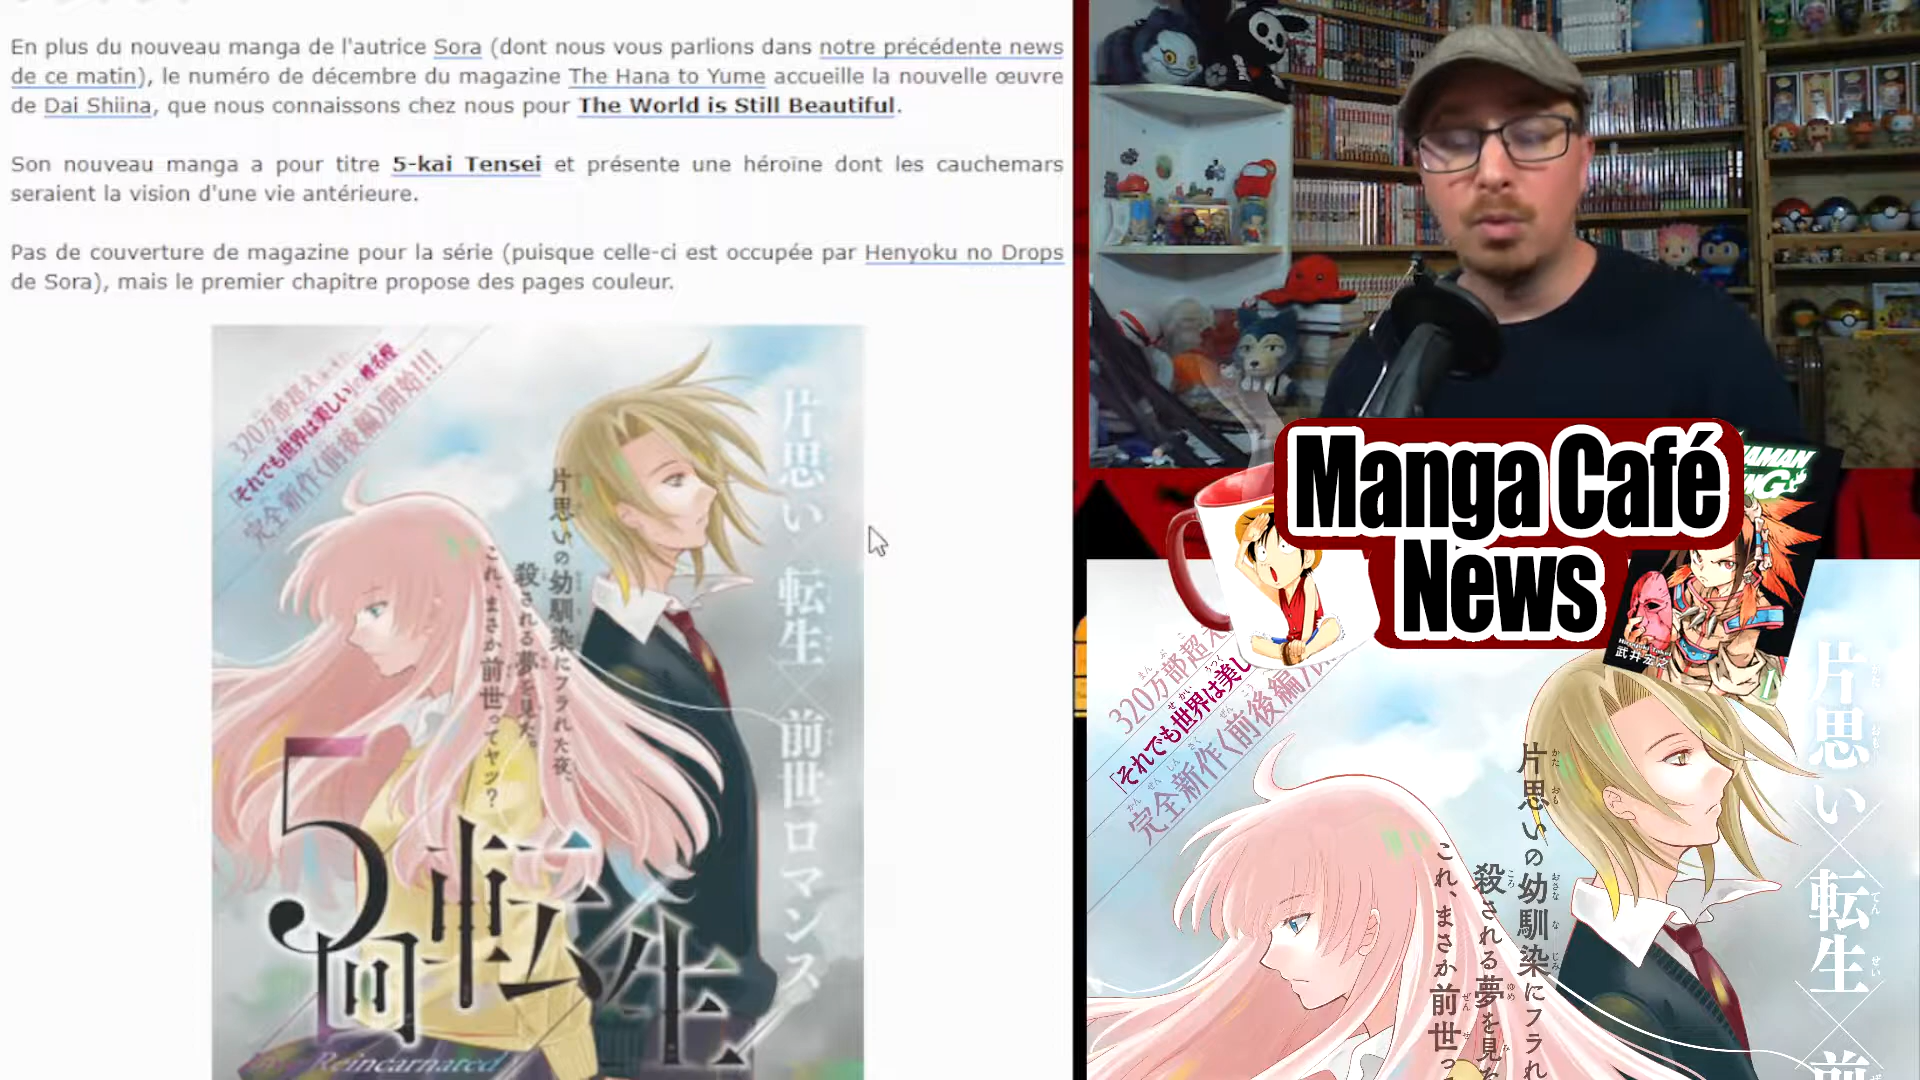 En plus du nouveau manga de l'autrice Sora (dont nous vous parlions dans notre précédente news
de ce matin), le numéro de décembre du magazine The Hana to Yume accueille la nouvelle œuvre
de Dai Shiina, que nous connaissons chez nous pour The World is Still Beautiful.
Son nouveau manga a pour titre 5-kai Tensei et présente une héroïne dont les cauchemars
seraient la vision d'une vie antérieure.
Pas de couverture de magazine pour la série (puisque celle-ci est occupée par Henyoku no Drops
de Sora), mais le premier chapitre propose des pages couleur.
320万部超え
「それでも世界は美しい」の椎名橙
完全新作〈前後編〉開始!!!
片思い×転生×前世ロマンス
片思いの幼馴染にフラれた夜、
殺される夢を見た。
これ、まさか前世ってヤツ?
5回転生
Reincarnated
Manga Café
News
SHAMAN
KING
武井宏之
1
320万部超え
「それでも世界は美し
完全新作〈前後編〉
片思い×転生×前
片思いの幼馴染にフラれ
殺される夢を見た
これ、まさか前世っ